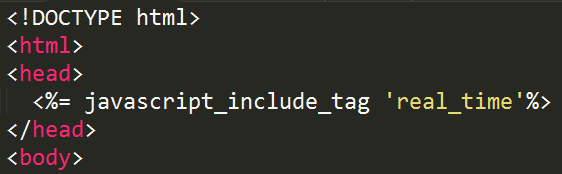 <!DOCTYPE html>
<html>
<head>
  <%= javascript_include_tag 'real_time'%>
</head>
<body>